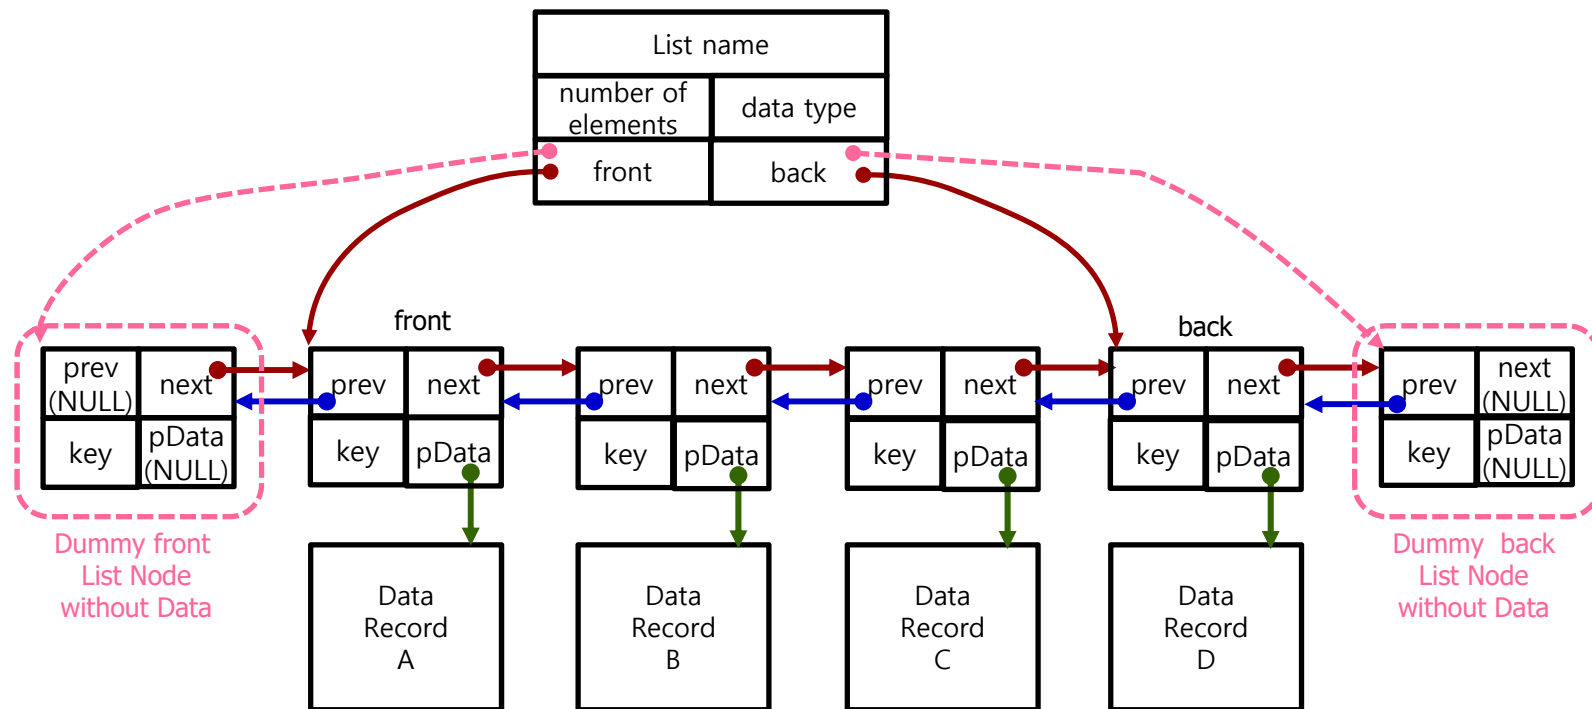 List name
number of
elements
data type
front
back
front
back
prev
(NULL)
next
key
pData
(NULL)
prev
next
key
pData
prev
next
key
pData
prev
next
key
pData
prev
next
key
pData
prev
next
(NULL)
key
pData
(NULL)
Dummy front
List Node
without Data
Data
Record
A
Data
Record
B
Data
Record
C
Data
Record
D
Dummy back
List Node
without Data